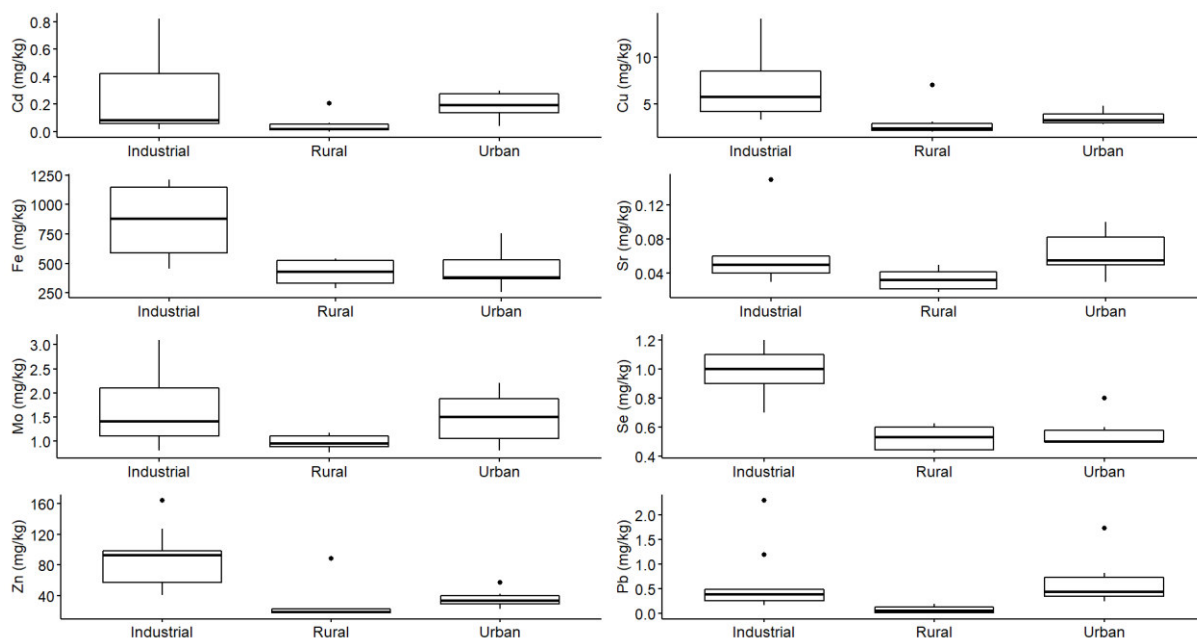 Cd (mg/kg)
0.8
0.6
0.4
0.2
0.0
Industrial Rural Urban
Cu (mg/kg)
10
5
Industrial Rural Urban
Fe (mg/kg)
1250
1000
750
500
250
Industrial Rural Urban
Sr (mg/kg)
0.12
0.08
0.04
Industrial Rural Urban
Mo (mg/kg)
3.0
2.5
2.0
1.5
1.0
Industrial Rural Urban
Se (mg/kg)
1.2
1.0
0.8
0.6
0.4
Industrial Rural Urban
Zn (mg/kg)
160
120
80
40
Industrial Rural Urban
Pb (mg/kg)
2.0
1.5
1.0
0.5
0.0
Industrial Rural Urban